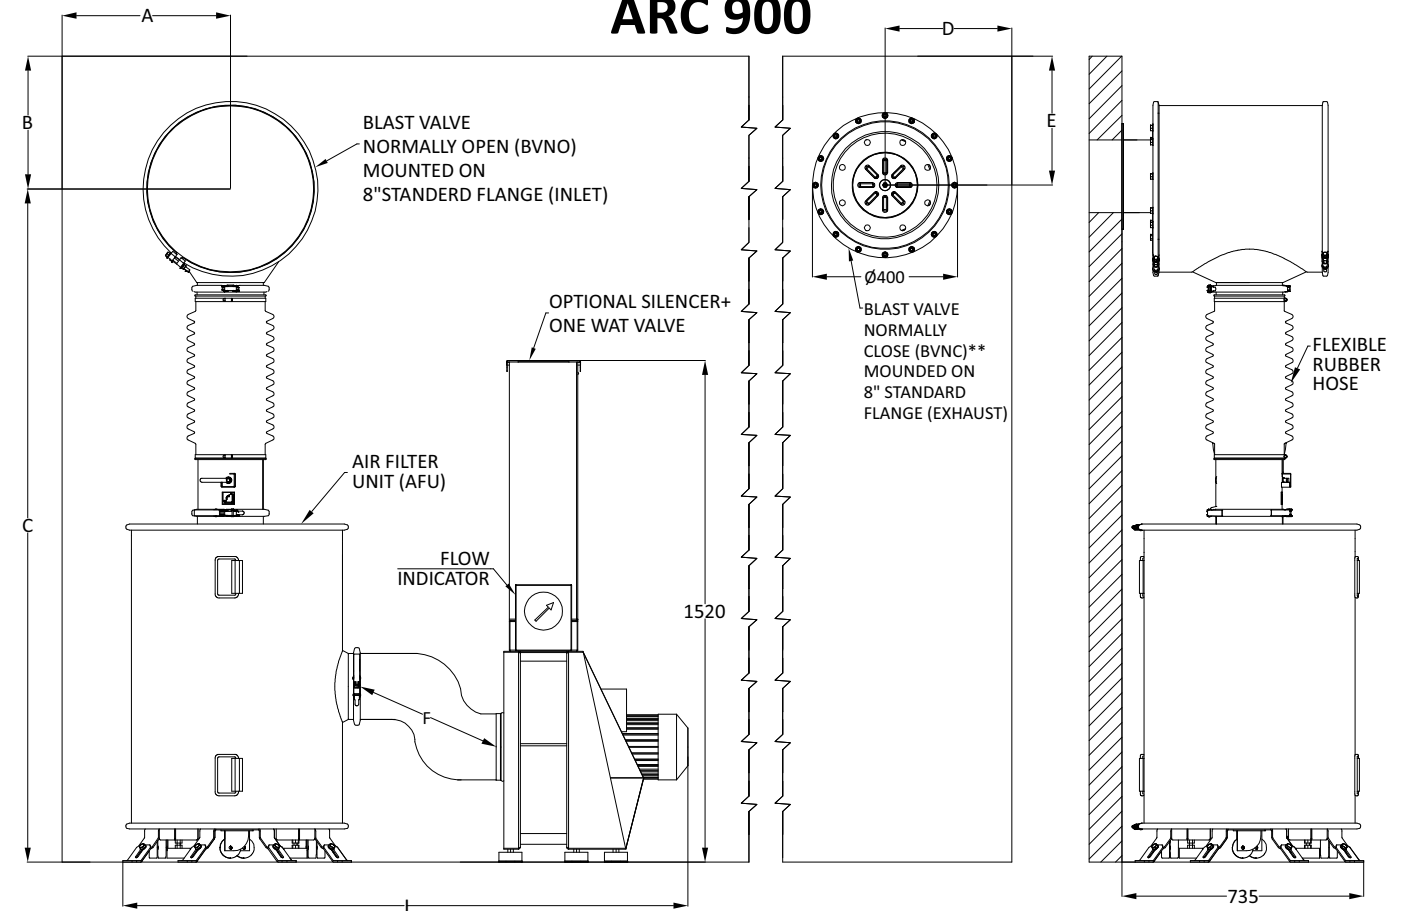 ARC 900
A
D
B
E
BLAST VALVE
NORMALLY OPEN (BVNO)
MOUNTED ON
8"STANDERD FLANGE (INLET)
Ø400
OPTIONAL SILENCER+
ONE WAT VALVE
BLAST VALVE
NORMALLY
CLOSE (BVNC)**
MOUNDED ON
8" STANDARD
FLANGE (EXHAUST)
FLEXIBLE
RUBBER
HOSE
AIR FILTER
UNIT (AFU)
C
FLOW
INDICATOR
1520
F
735